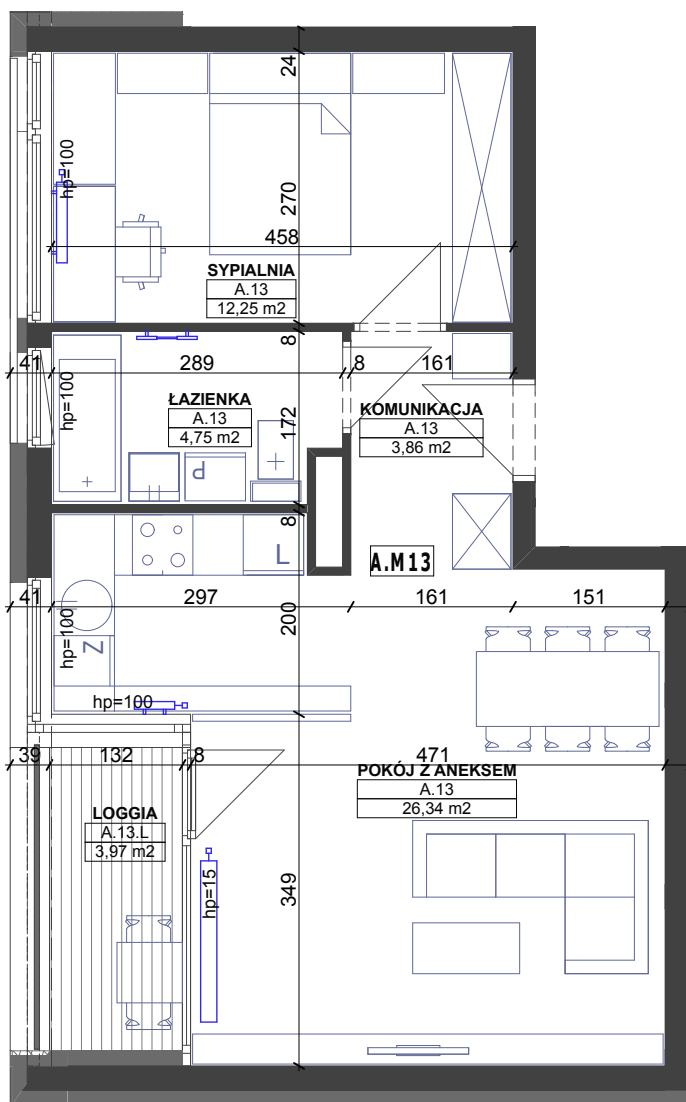 24
hp=100
270
458
SYPIALNIA
A.13
12,25 m2
41
289
8
8
161
hp=100
ŁAZIENKA
A.13
4,75 m2
172
KOMUNIKACJA
A.13
3,86 m2
P
8
L
A.M13
41
297
161
151
200
hp=100
Z
hp=100
39
132
8
471
POKÓJ Z ANEKSEM
A.13
26,34 m2
LOGGIA
A.13.L
3,97 m2
hp=15
349